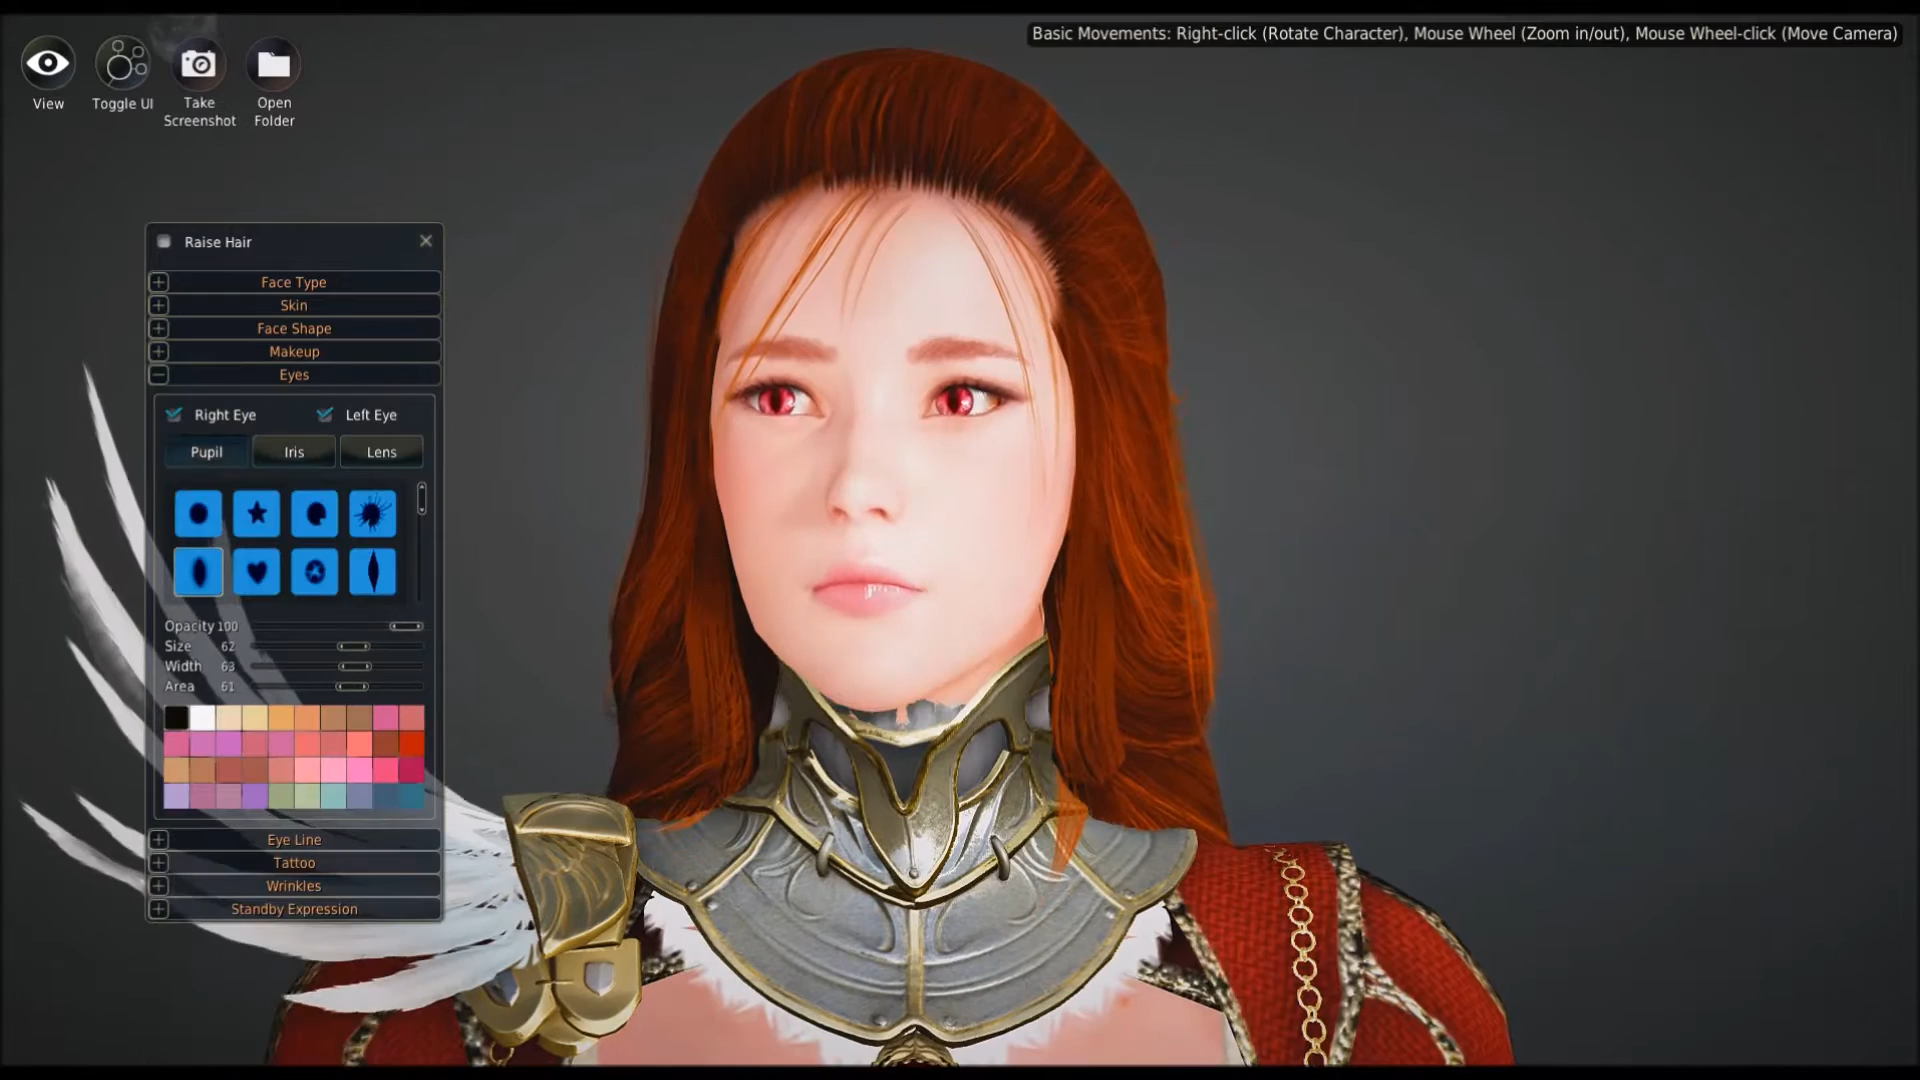 Basic Movements: Right-click (Rotate Character), Mouse Wheel (Zoom in/out), Mouse Wheel-click (Move Camera)
View
Toggle UI
Take
Screenshot
Open
Folder
Raise Hair
Face Type
Skin
Face Shape
Makeup
Eyes
Right Eye
Left Eye
Pupil
Iris
Lens
Opacity 100
Size 62
Width 63
Area 61
Eye Line
Tattoo
Wrinkles
Standby Expression